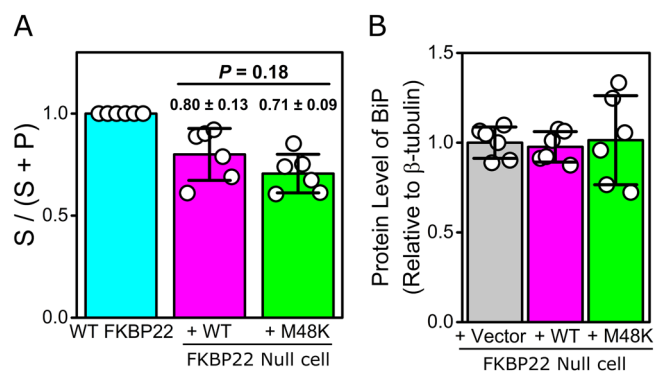 A
S / (S + P)
1.0
0.5
0.0
P = 0.18
0.80 ± 0.13 0.71 ± 0.09
WT FKBP22 + WT + M48K
FKBP22 Null cell
B
Protein Level of BiP
(Relative to β-tubulin)
1.5
1.0
0.5
0.0
+ Vector + WT + M48K
FKBP22 Null cell